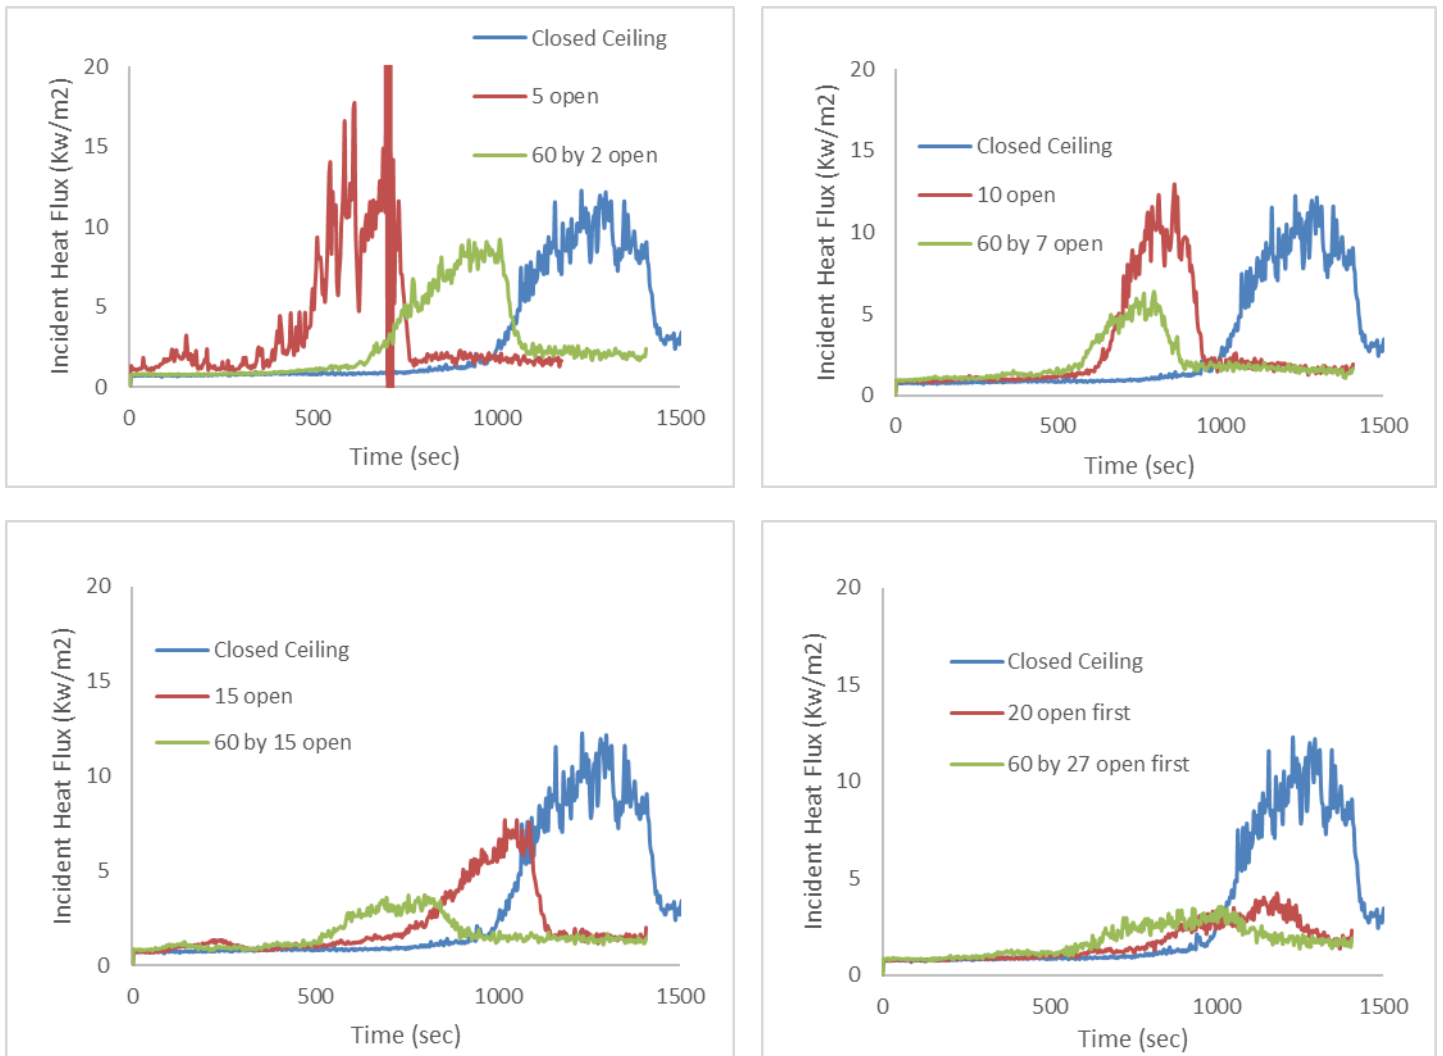 Closed Ceiling
5 open
60 by 2 open
Incident Heat Flux (Kw/m2)
20
15
10
5
0
0 500 1000 1500
Time (sec)
Closed Ceiling
10 open
60 by 7 open
Incident Heat Flux (Kw/m2)
20
15
10
5
0
0 500 1000 1500
Time (sec)
Closed Ceiling
15 open
60 by 15 open
Incident Heat Flux (Kw/m2)
20
15
10
5
0
0 500 1000 1500
Time (sec)
Closed Ceiling
20 open first
60 by 27 open first
Incident Heat Flux (Kw/m2)
20
15
10
5
0
0 500 1000 1500
Time (sec)